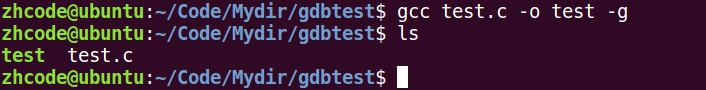 zhcode@ubuntu:~/Code/Mydir/gdbtest$ gcc test.c -o test -g
zhcode@ubuntu:~/Code/Mydir/gdbtest$ ls
test  test.c
zhcode@ubuntu:~/Code/Mydir/gdbtest$